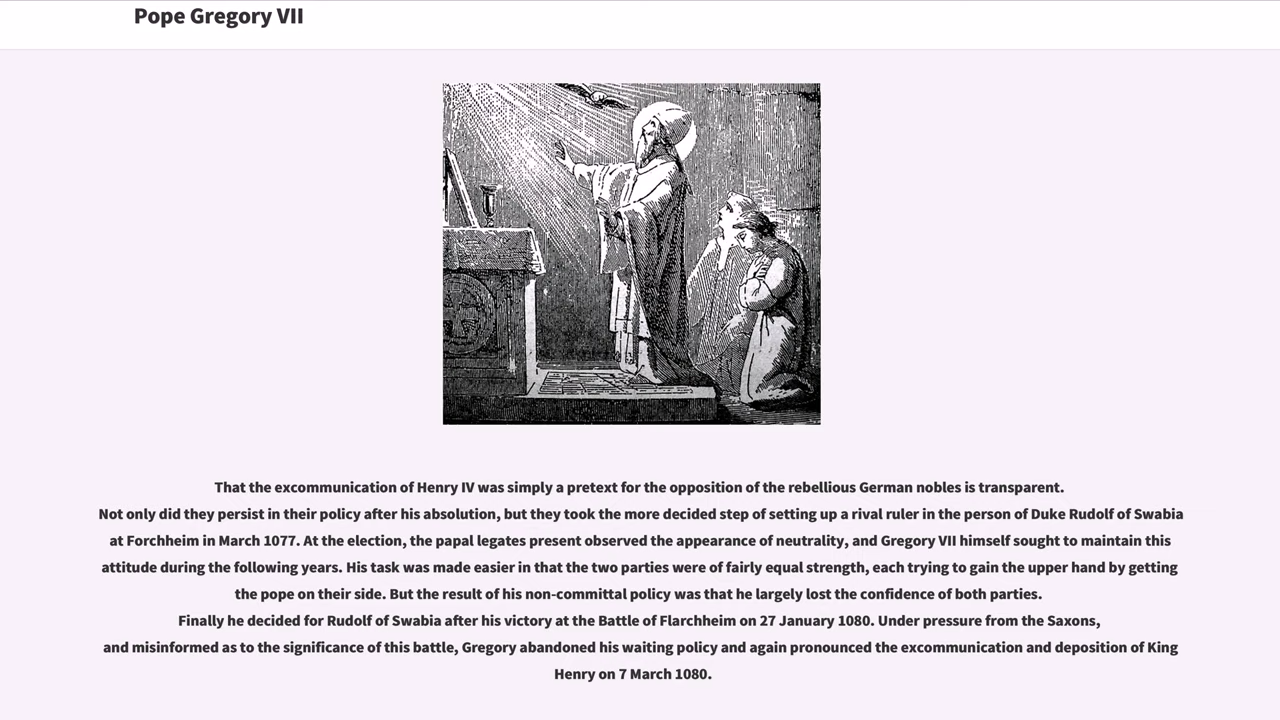 Pope Gregory VII
That the excommunication of Henry IV was simply a pretext for the opposition of the rebellious German nobles is transparent.
Not only did they persist in their policy after his absolution, but they took the more decided step of setting up a rival ruler in the person of Duke Rudolf of Swabia
at Forchheim in March 1077. At the election, the papal legates present observed the appearance of neutrality, and Gregory VII himself sought to maintain this
attitude during the following years. His task was made easier in that the two parties were of fairly equal strength, each trying to gain the upper hand by getting
the pope on their side. But the result of his non-committal policy was that he largely lost the confidence of both parties.
Finally he decided for Rudolf of Swabia after his victory at the Battle of Flarchheim on 27 January 1080. Under pressure from the Saxons,
and misinformed as to the significance of this battle, Gregory abandoned his waiting policy and again pronounced the excommunication and deposition of King
Henry on 7 March 1080.